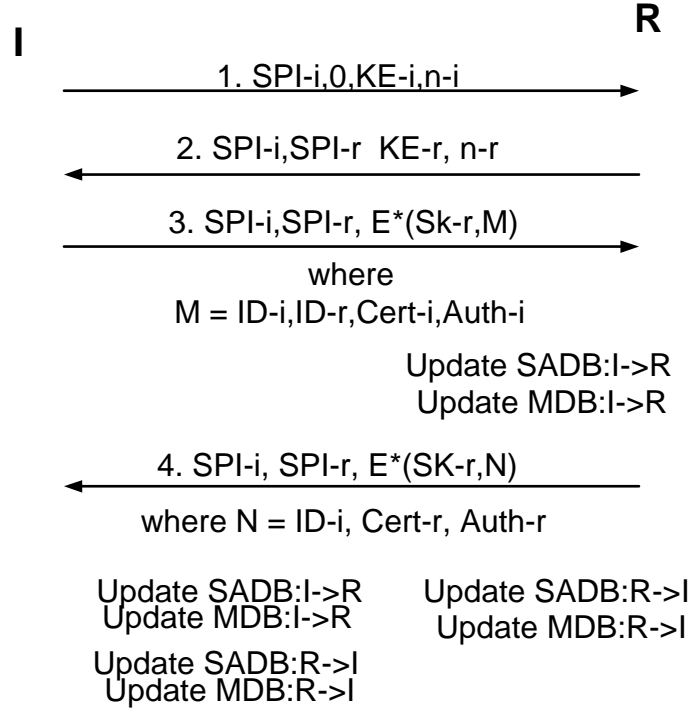 I
R
1. SPI-i,0,KE-i,n-i
2. SPI-i,SPI-r KE-r, n-r
3. SPI-i,SPI-r, E*(Sk-r,M)
where
M = ID-i,ID-r,Cert-i,Auth-i
Update SADB:I->R
Update MDB:I->R
4. SPI-i, SPI-r, E*(SK-r,N)
where N = ID-i, Cert-r, Auth-r
Update SADB:I->R
Update MDB:I->R
Update SADB:R->I
Update MDB:R->I
Update SADB:R->I
Update MDB:R->I